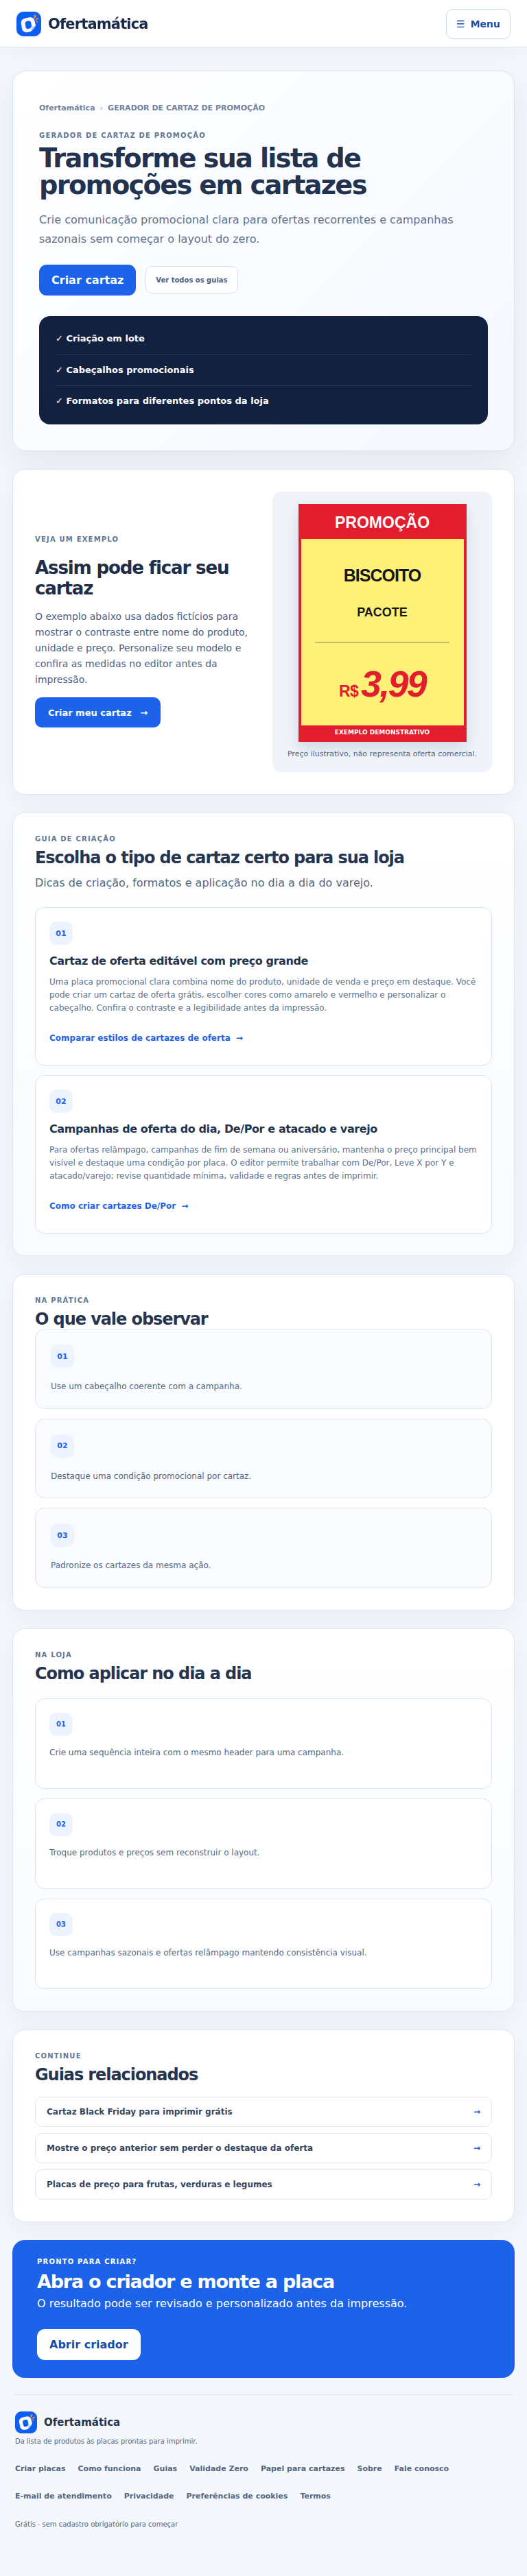 Ofertamática
☰ Menu
Ofertamática › GERADOR DE CARTAZ DE PROMOÇÃO
GERADOR DE CARTAZ DE PROMOÇÃO
Transforme sua lista de
promoções em cartazes
Crie comunicação promocional clara para ofertas recorrentes e campanhas
sazonais sem começar o layout do zero.
Criar cartaz
Ver todos os guias
✓ Criação em lote
✓ Cabeçalhos promocionais
✓ Formatos para diferentes pontos da loja
VEJA UM EXEMPLO
Assim pode ficar seu
cartaz
O exemplo abaixo usa dados fictícios para
mostrar o contraste entre nome do produto,
unidade e preço. Personalize seu modelo e
confira as medidas no editor antes da
impressão.
Criar meu cartaz →
PROMOÇÃO
BISCOITO
PACOTE
R$ 3,99
EXEMPLO DEMONSTRATIVO
Preço ilustrativo, não representa oferta comercial.
GUIA DE CRIAÇÃO
Escolha o tipo de cartaz certo para sua loja
Dicas de criação, formatos e aplicação no dia a dia do varejo.
01
Cartaz de oferta editável com preço grande
Uma placa promocional clara combina nome do produto, unidade de venda e preço em destaque. Você
pode criar um cartaz de oferta grátis, escolher cores como amarelo e vermelho e personalizar o
cabeçalho. Confira o contraste e a legibilidade antes da impressão.
Comparar estilos de cartazes de oferta →
02
Campanhas de oferta do dia, De/Por e atacado e varejo
Para ofertas relâmpago, campanhas de fim de semana ou aniversário, mantenha o preço principal bem
visível e destaque uma condição por placa. O editor permite trabalhar com De/Por, Leve X por Y e
atacado/varejo; revise quantidade mínima, validade e regras antes de imprimir.
Como criar cartazes De/Por →
NA PRÁTICA
O que vale observar
01
Use um cabeçalho coerente com a campanha.
02
Destaque uma condição promocional por cartaz.
03
Padronize os cartazes da mesma ação.
NA LOJA
Como aplicar no dia a dia
01
Crie uma sequência inteira com o mesmo header para uma campanha.
02
Troque produtos e preços sem reconstruir o layout.
03
Use campanhas sazonais e ofertas relâmpago mantendo consistência visual.
CONTINUE
Guias relacionados
Cartaz Black Friday para imprimir grátis →
Mostre o preço anterior sem perder o destaque da oferta →
Placas de preço para frutas, verduras e legumes →
PRONTO PARA CRIAR?
Abra o criador e monte a placa
O resultado pode ser revisado e personalizado antes da impressão.
Abrir criador
Ofertamática
Da lista de produtos às placas prontas para imprimir.
Criar placas Como funciona Guias Validade Zero Papel para cartazes Sobre Fale conosco
E-mail de atendimento Privacidade Preferências de cookies Termos
Grátis · sem cadastro obrigatório para começar